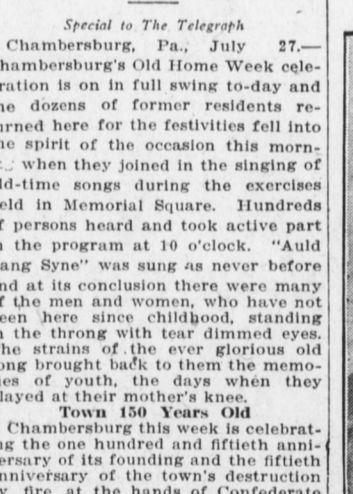 Special to The Telegraph
Chambersburg, Pa., July 27.—
hambersburg's Old Home Week cele-
ration is on in full swing to-day and
he dozens of former residents re-
urned here for the festivities fell into
he spirit of the occasion this morn-
when they joined in the singing of
ld-time songs during the exercises
eld in Memorial Square. Hundreds
f persons heard and took active part
n the program at 10 o'clock. "Auld
ang Syne" was sung as never before
nd at its conclusion there were many
f the men and women, who have not
een here since childhood, standing
n the throng with tear dimmed eyes.
he strains of the ever glorious old
ong brought back to them the memo-
ies of youth, the days when they
layed at their mother's knee.
Town 150 Years Old
Chambersburg this week is celebrat-
ng the one hundred and fiftieth anni-
ersary of its founding and the fiftieth
nniversary of the town's destruction
y fire at the hands of Confederate